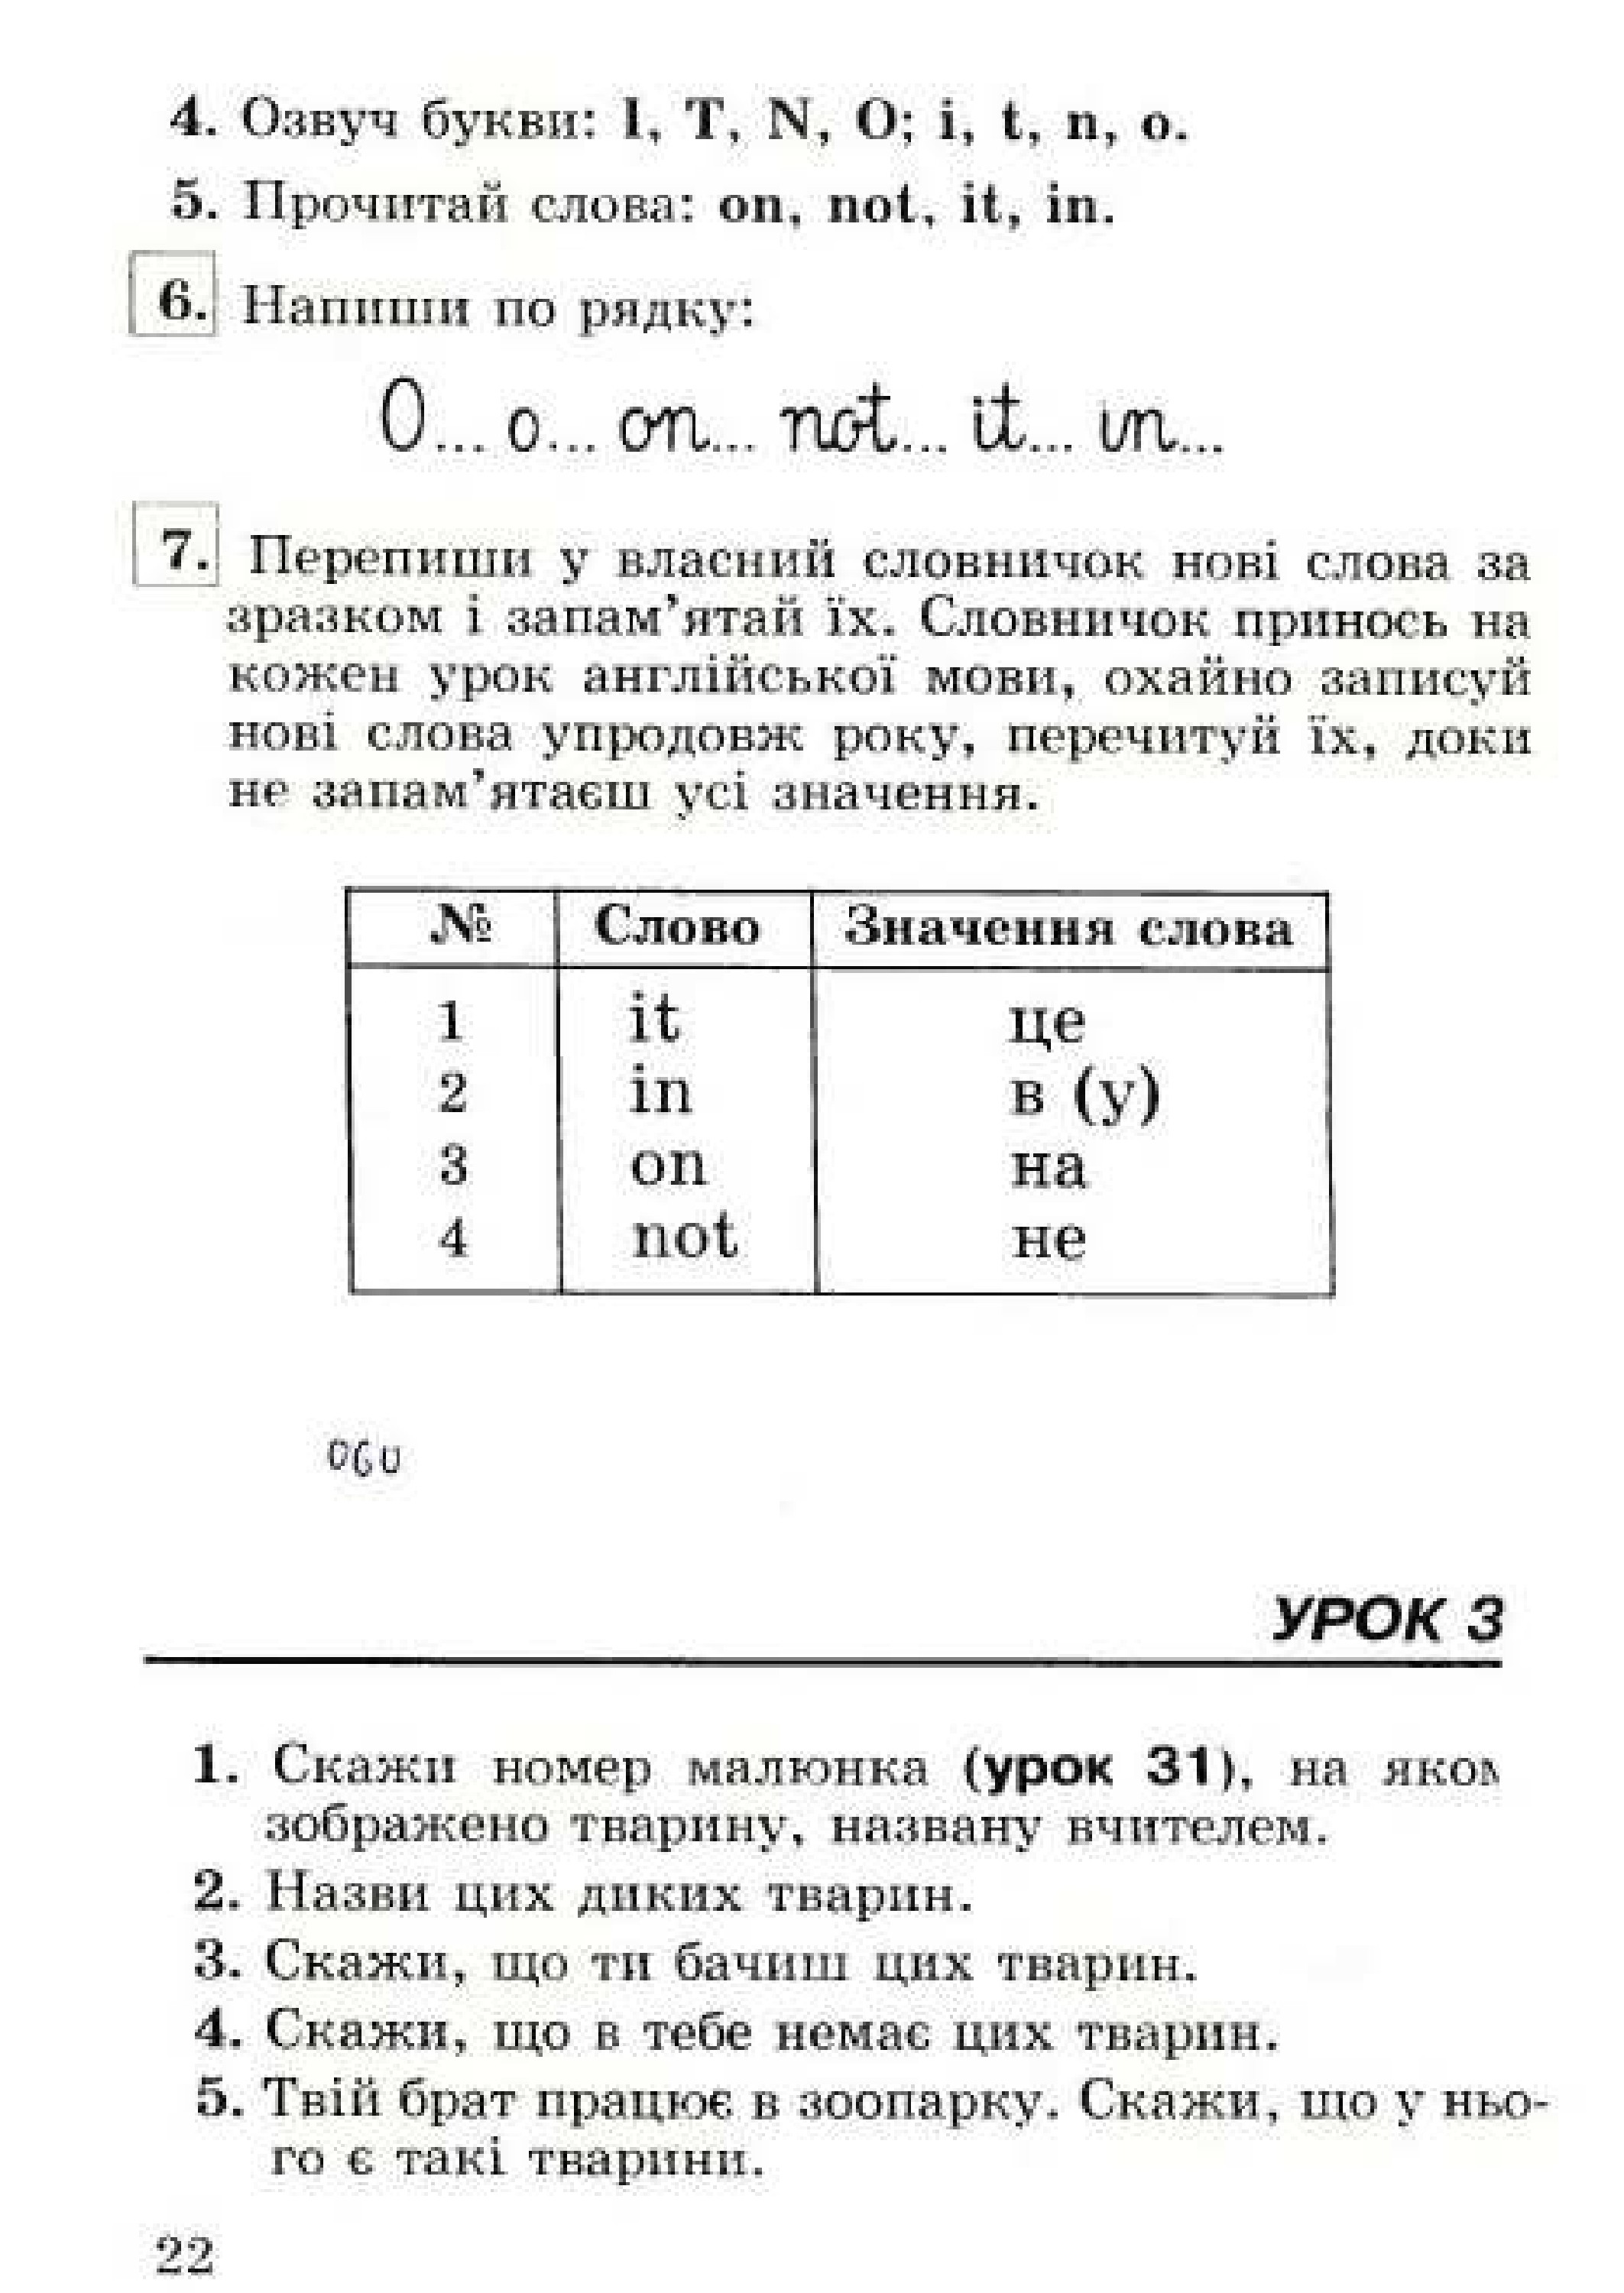 4. Озвуч букви: I, T, N, O; i, t, n, o.
5. Прочитай слова: on, not, it, in.
6. Напиши по рядку:
O... o... on... not... it... in...
7. Перепиши у власний словничок нові слова за
зразком і запам’ятай їх. Словничок принось на
кожен урок англійської мови, охайно записуй
нові слова упродовж року, перечитуй їх, доки
не запам’ятаєш усі значення.
№ Слово Значення слова
1 it це
2 in в (у)
3 on на
4 not не
УРОК 3
1. Скажи номер малюнка (урок 31), на яком
зображено тварину, названу вчителем.
2. Назви цих диких тварин.
3. Скажи, що ти бачиш цих тварин.
4. Скажи, що в тебе немає цих тварин.
5. Твій брат працює в зоопарку. Скажи, що у ньо-
го є такі тварини.
22